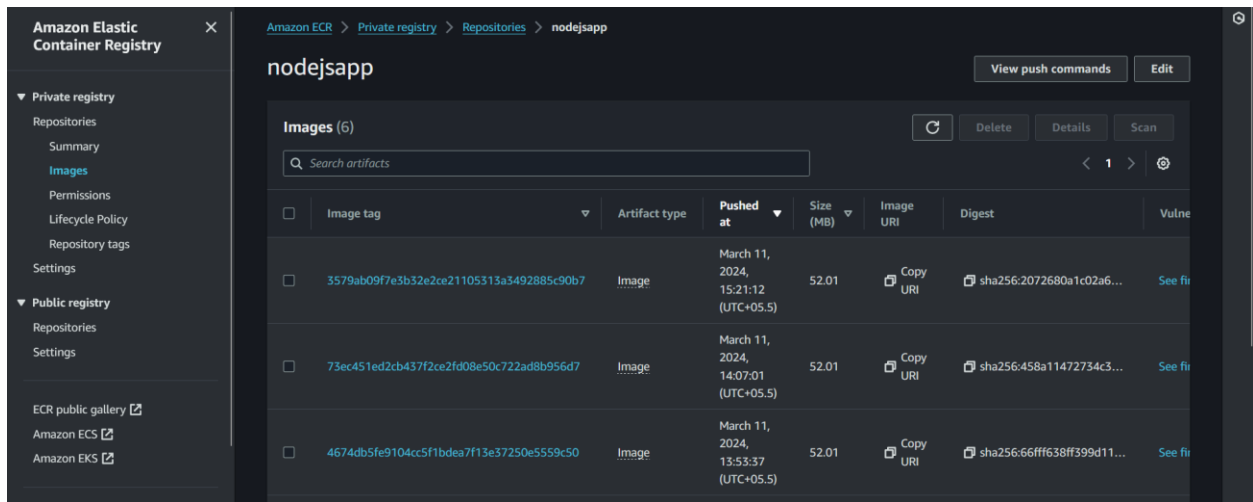 Amazon Elastic
Container Registry
Private registry
Repositories
Summary
Images
Permissions
Lifecycle Policy
Repository tags
Settings
Public registry
Repositories
Settings
ECR public gallery
Amazon ECS
Amazon EKS
Amazon ECR > Private registry > Repositories > nodejsapp
nodejsapp
View push commands
Edit
Images (6)
Delete
Details
Scan
Search artifacts
1
Image tag
Artifact type
Pushed
at
Size
(MB)
Image
URI
Digest
Vulne
3579ab09f7e3b32e2ce21105313a3492885c90b7
Image
March 11,
2024,
15:21:12
(UTC+05.5)
52.01
Copy
URI
sha256:2072680a1c02a6...
See fi
73ec451ed2cb437f2ce2fd08e50c722ad8b956d7
Image
March 11,
2024,
14:07:01
(UTC+05.5)
52.01
Copy
URI
sha256:458a11472734c3...
See fi
4674db5fe9104cc5f1bdea7f13e37250e5559c50
Image
March 11,
2024,
13:53:37
(UTC+05.5)
52.01
Copy
URI
sha256:66fff638ff399d11...
See fi